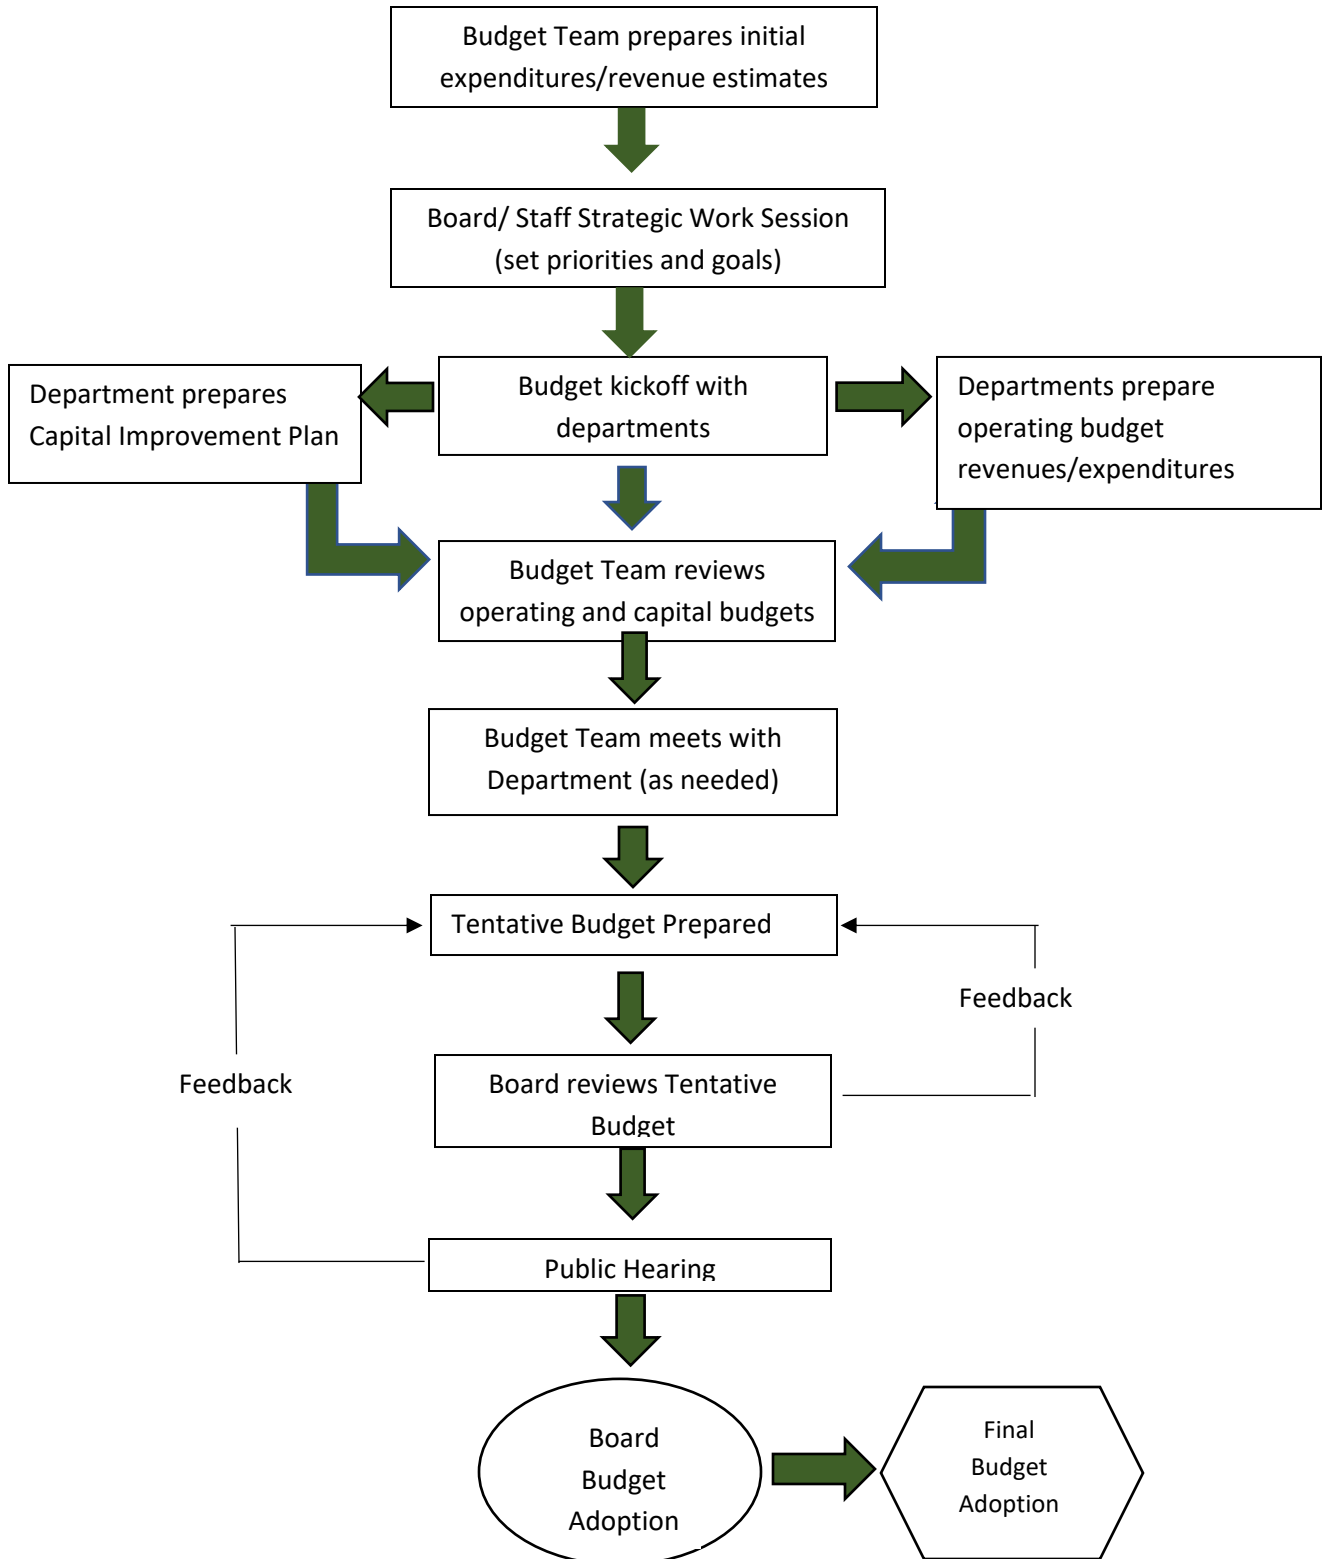 Budget Team prepares initial
expenditures/revenue estimates
Board/ Staff Strategic Work Session
(set priorities and goals)
Department prepares
Capital Improvement Plan
Budget kickoff with
departments
Departments prepare
operating budget
revenues/expenditures
Budget Team reviews
operating and capital budgets
Budget Team meets with
Department (as needed)
Tentative Budget Prepared
Feedback
Feedback
Board reviews Tentative
Budget
Public Hearing
Board
Budget
Adoption
Final
Budget
Adoption